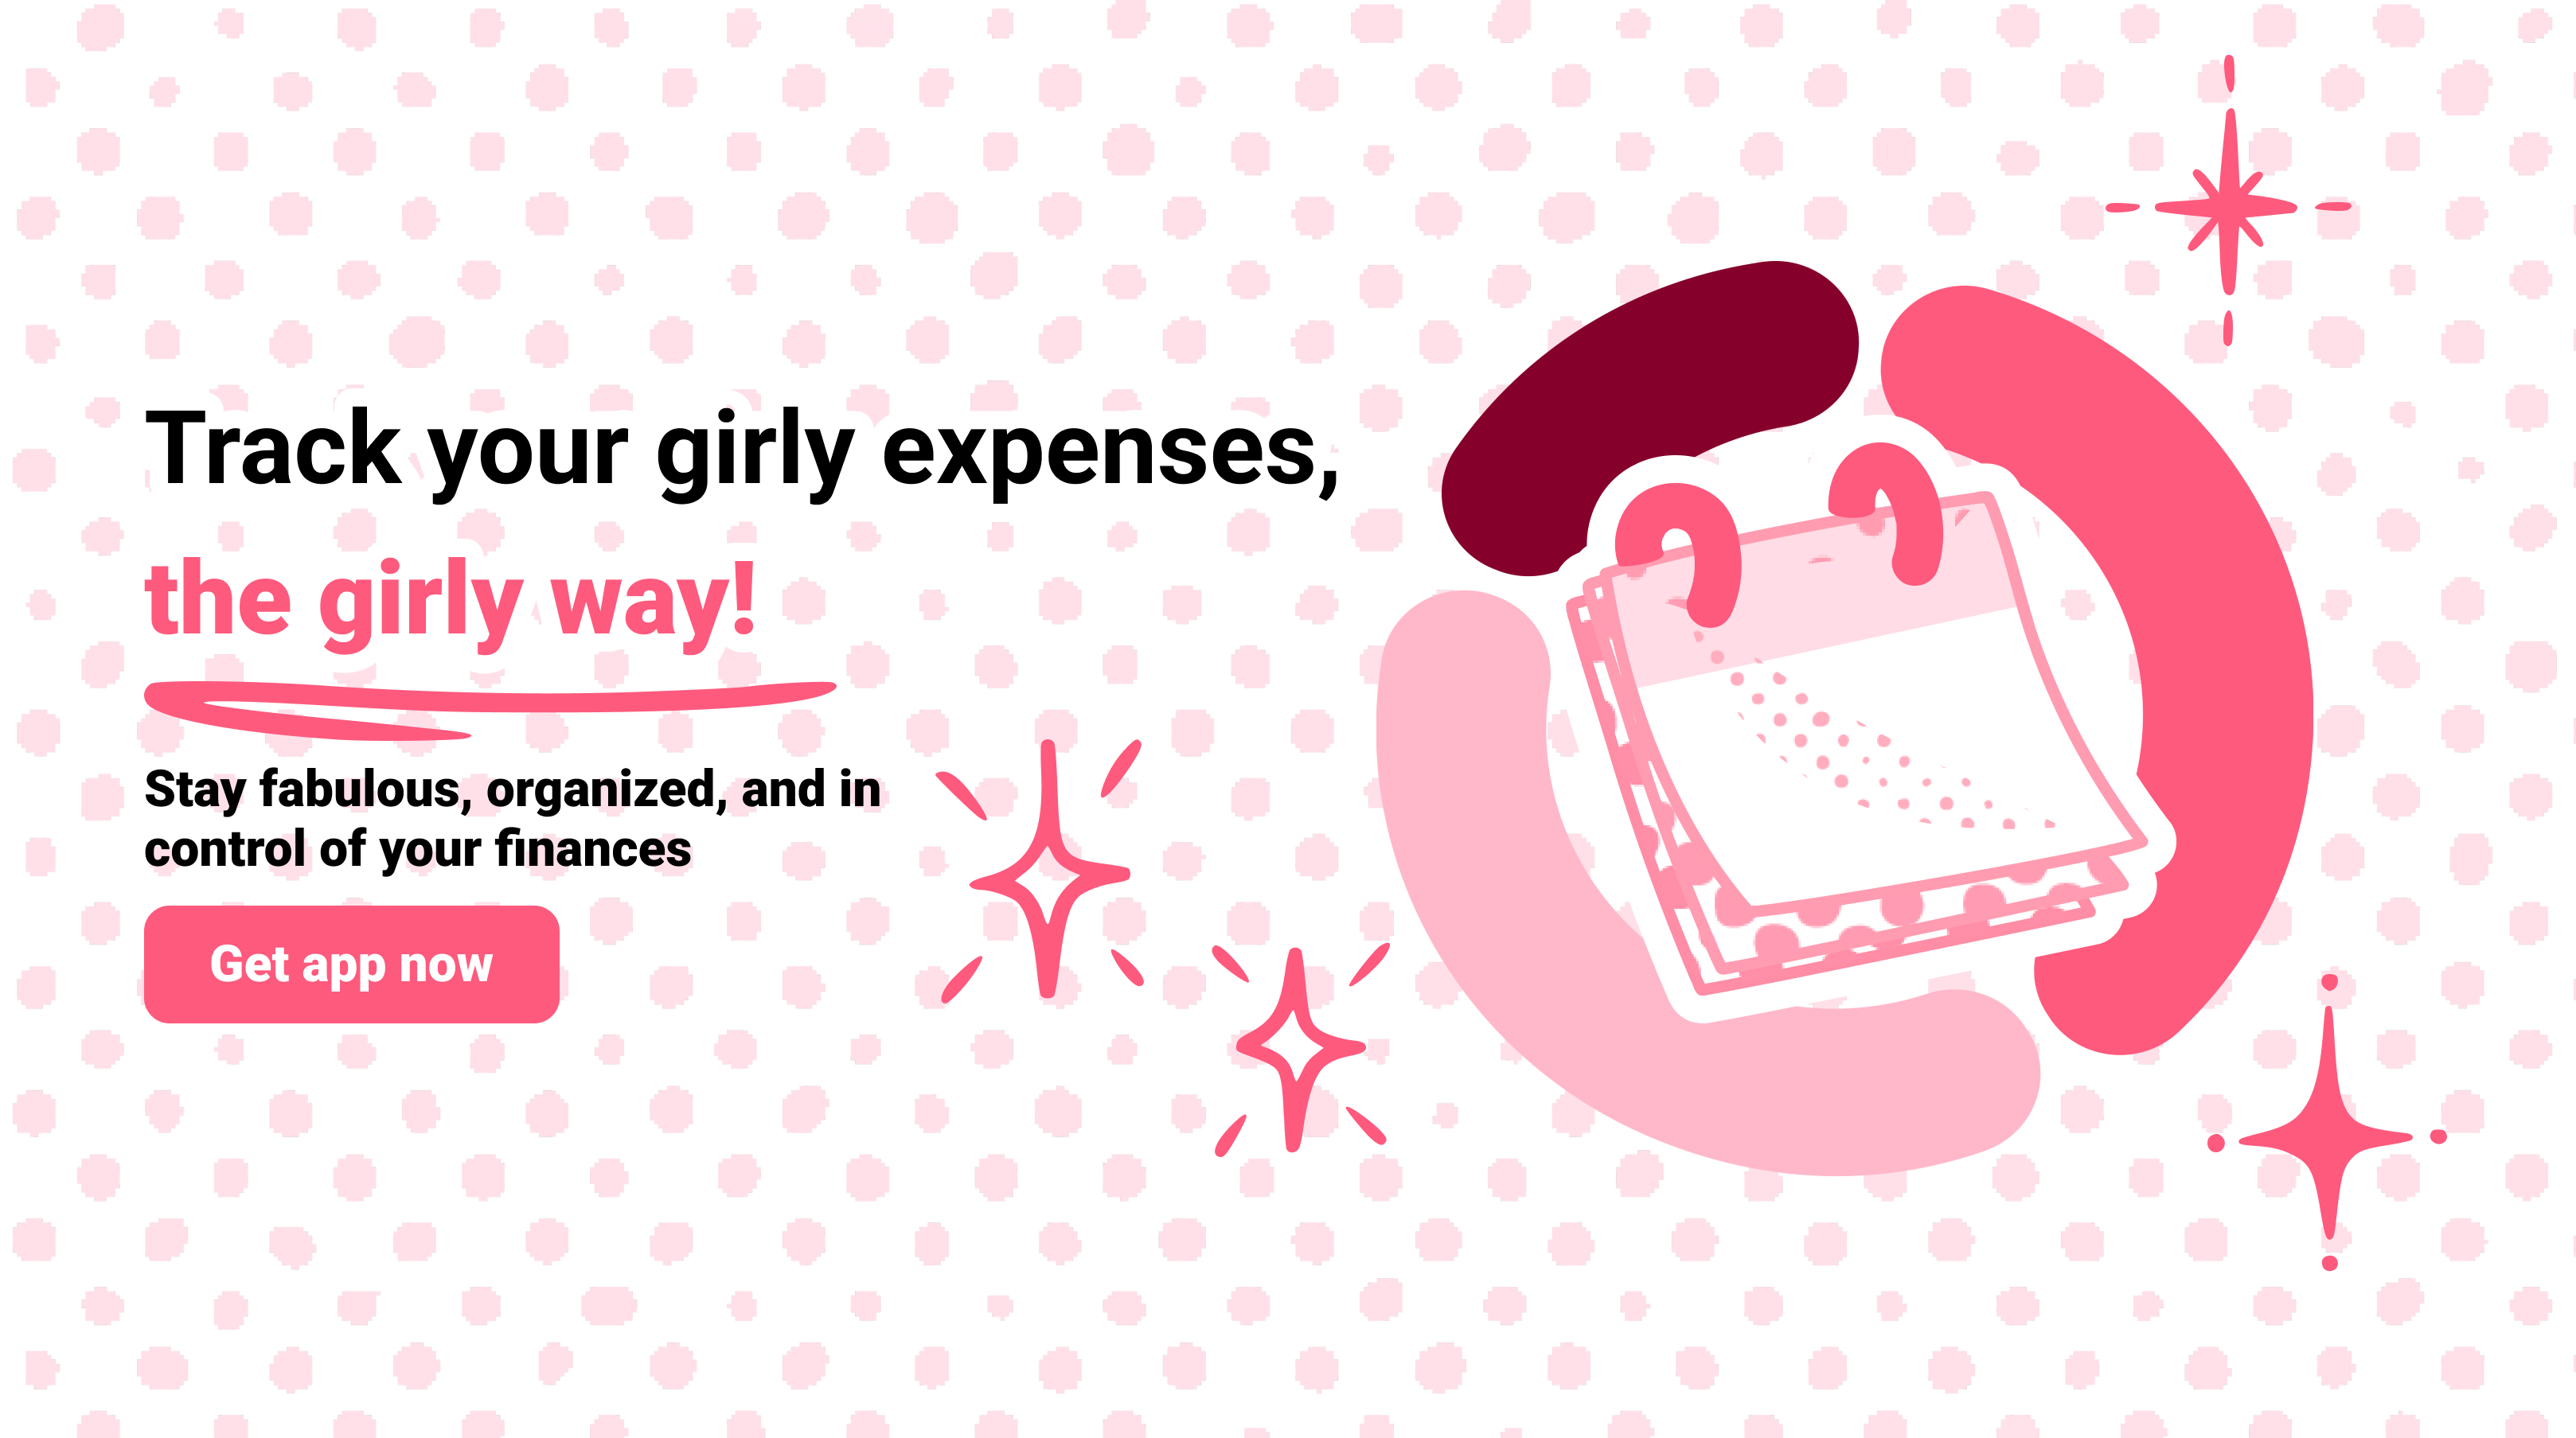 Track your girly expenses,
the girly way!
Stay fabulous, organized, and in
control of your finances
Get app now